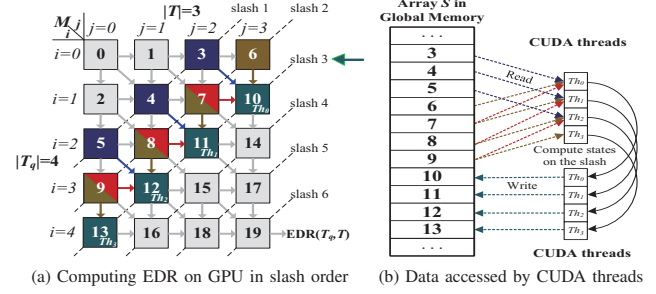 M i j
j=0 j=1 j=2 j=3
|T|=3
slash 1
slash 2
i=0 0 1 3 6 slash 3
i=1 2 4 7 10 Th0 slash 4
i=2 5 8 11 Th1 14 slash 5
|Tq|=4
i=3 9 12 Th2 15 17 slash 6
i=4 13 Th3 16 18 19 EDR(Tq,T)
(a) Computing EDR on GPU in slash order
Array S in
Global Memory
. . .
3
4
5
6
7
8
9
10
11
12
13
. . .
CUDA threads
Read
Th0
Th1
Th2
Th3
Compute states
on the slash
Write
Th0
Th1
Th2
Th3
CUDA threads
(b) Data accessed by CUDA threads